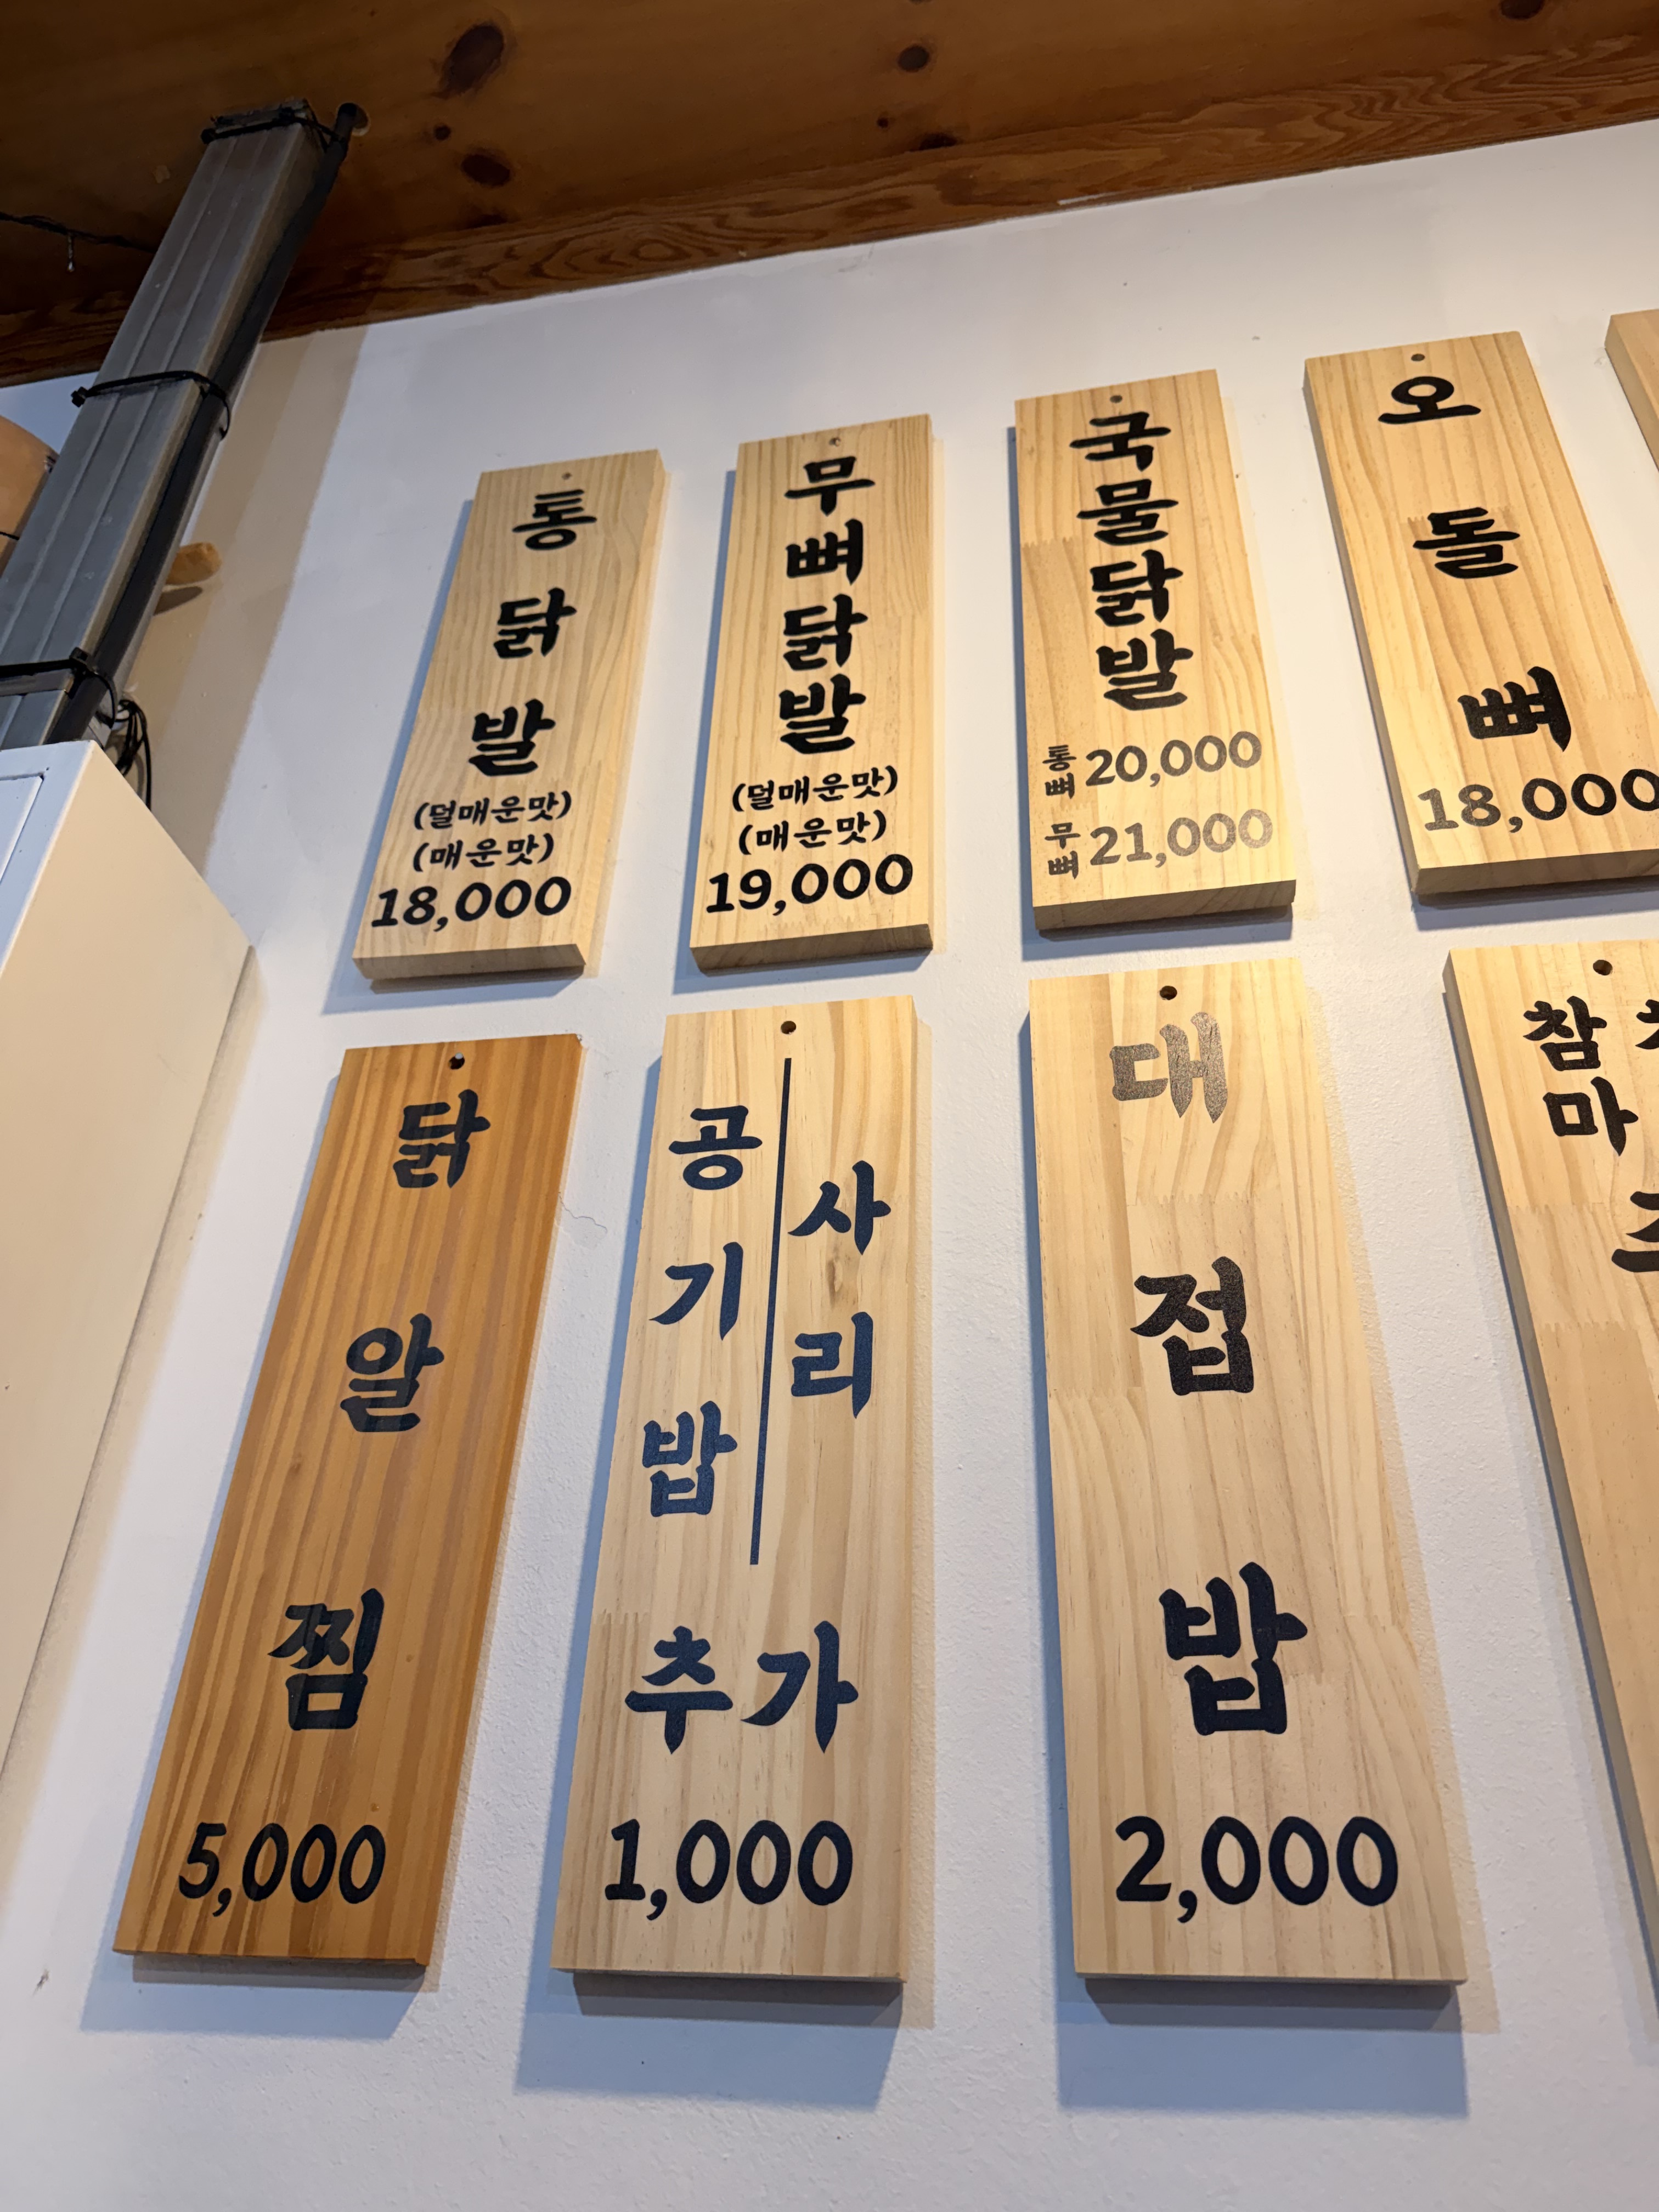 통닭발
(덜매운맛)
(매운맛)
18,000
무뼈닭발
(덜매운맛)
(매운맛)
19,000
국물닭발
통뼈 20,000
무뼈 21,000
오돌뼈
18,000
닭알찜
5,000
공기밥
사리
추가
1,000
대접밥
2,000
참
마